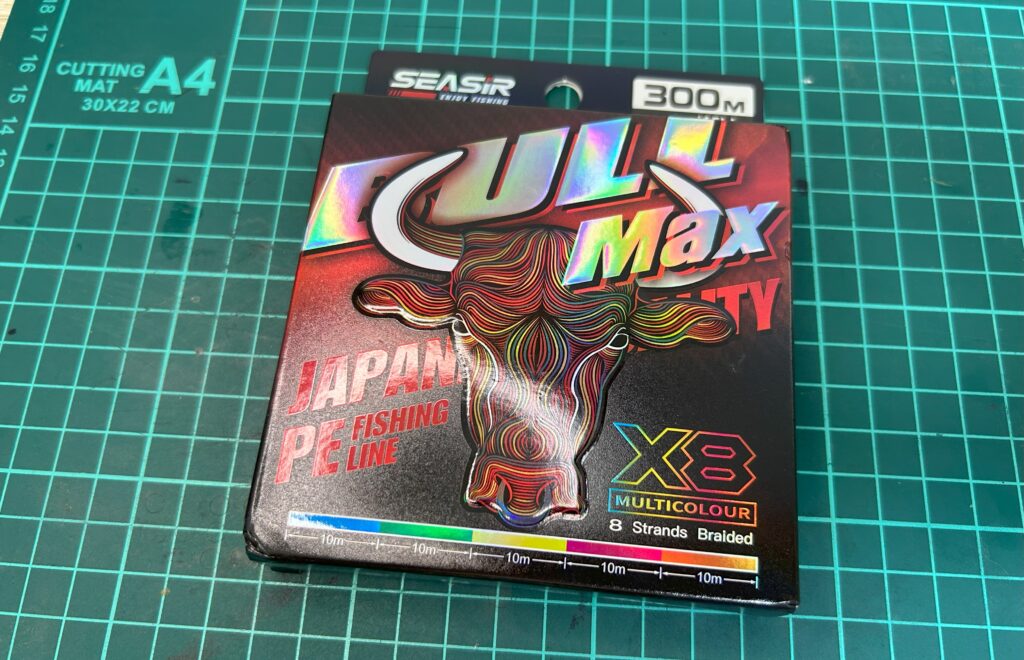 18
17
16
15
14
CUTTING
MAT
A4
30X22 CM
SEASiR
ENJOY FISHING
300M
BULL
Max
JAPAN
PE FISHING
LINE
X8
MULTICOLOUR
8 Strands Braided
10m 10m 10m 10m 10m